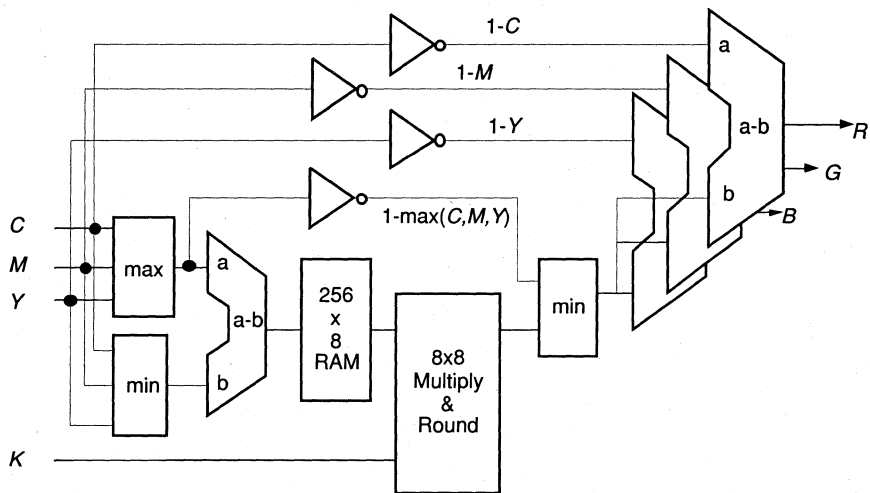 1-C
a
1-M
a-b
R
1-Y
G
b
B
1-max(C,M,Y)
C
M
Y
max
a
a-b
b
min
256
x
8
RAM
8x8
Multiply
&
Round
min
K